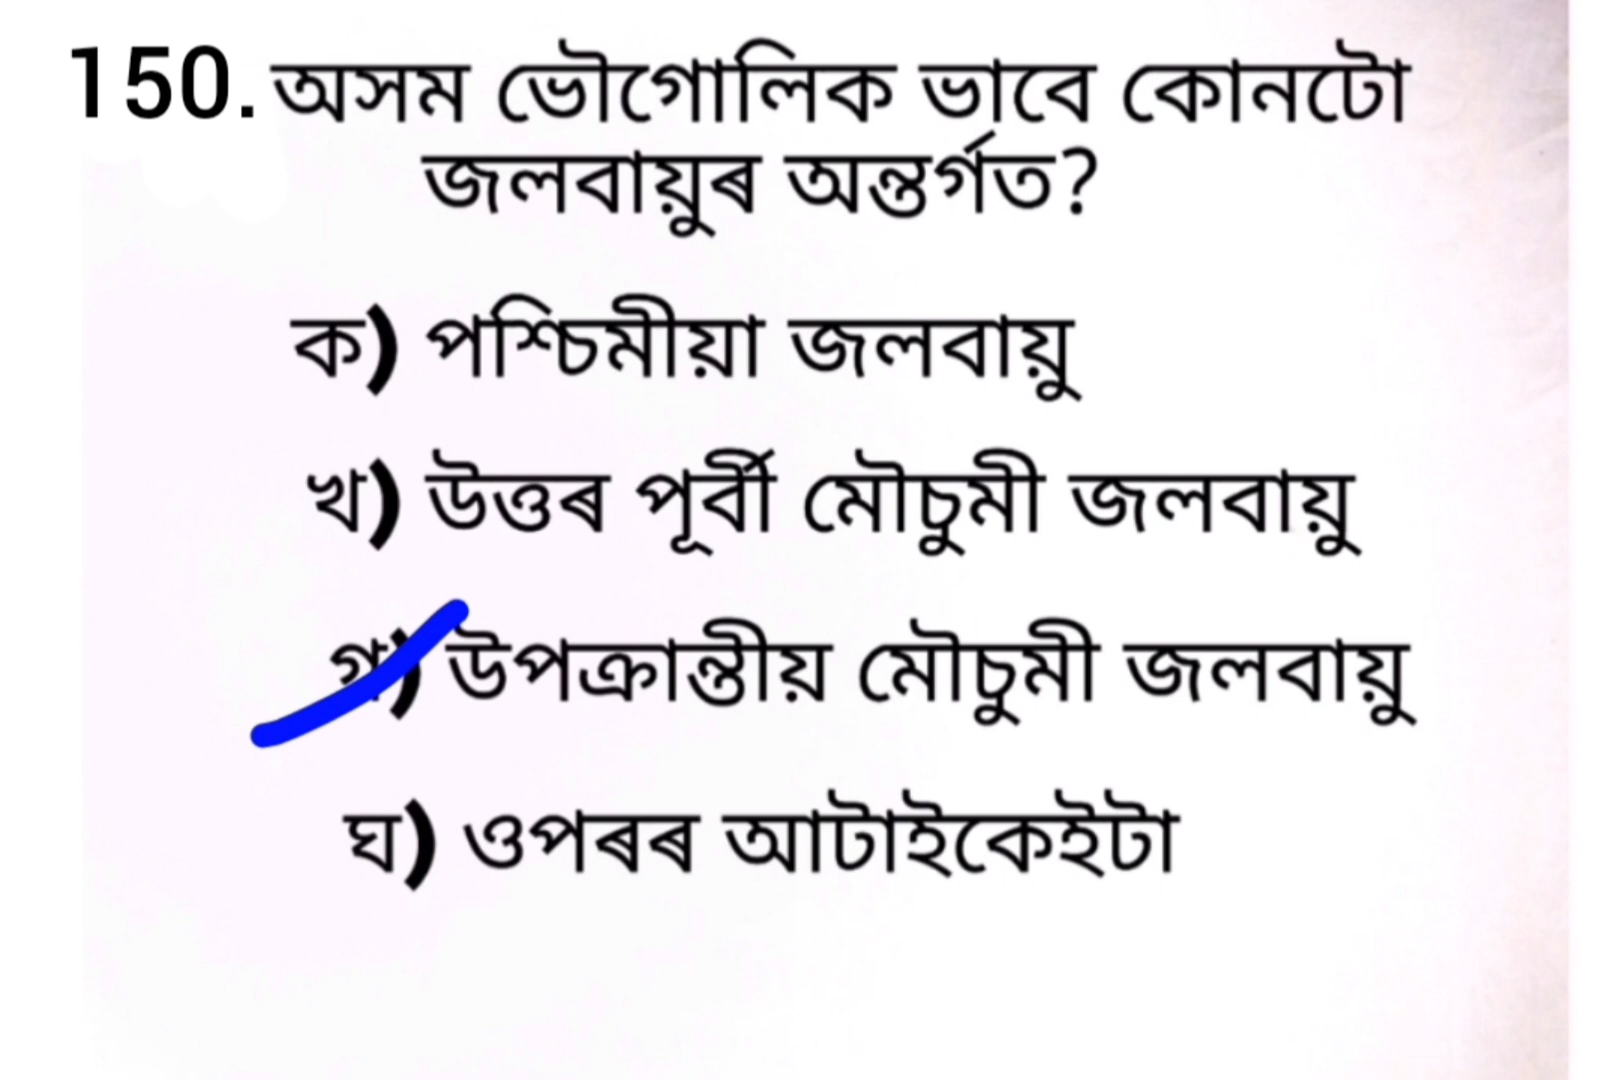 150. অসম ভৌগোলিক ভাবে কোনটো
জলবায়ুৰ অন্তৰ্গত?
ক) পশ্চিমীয়া জলবায়ু
খ) উত্তৰ পূৰ্বী মৌচুমী জলবায়ু
গ) উপক্ৰান্তীয় মৌচুমী জলবায়ু
ঘ) ওপৰৰ আটাইকেইটা